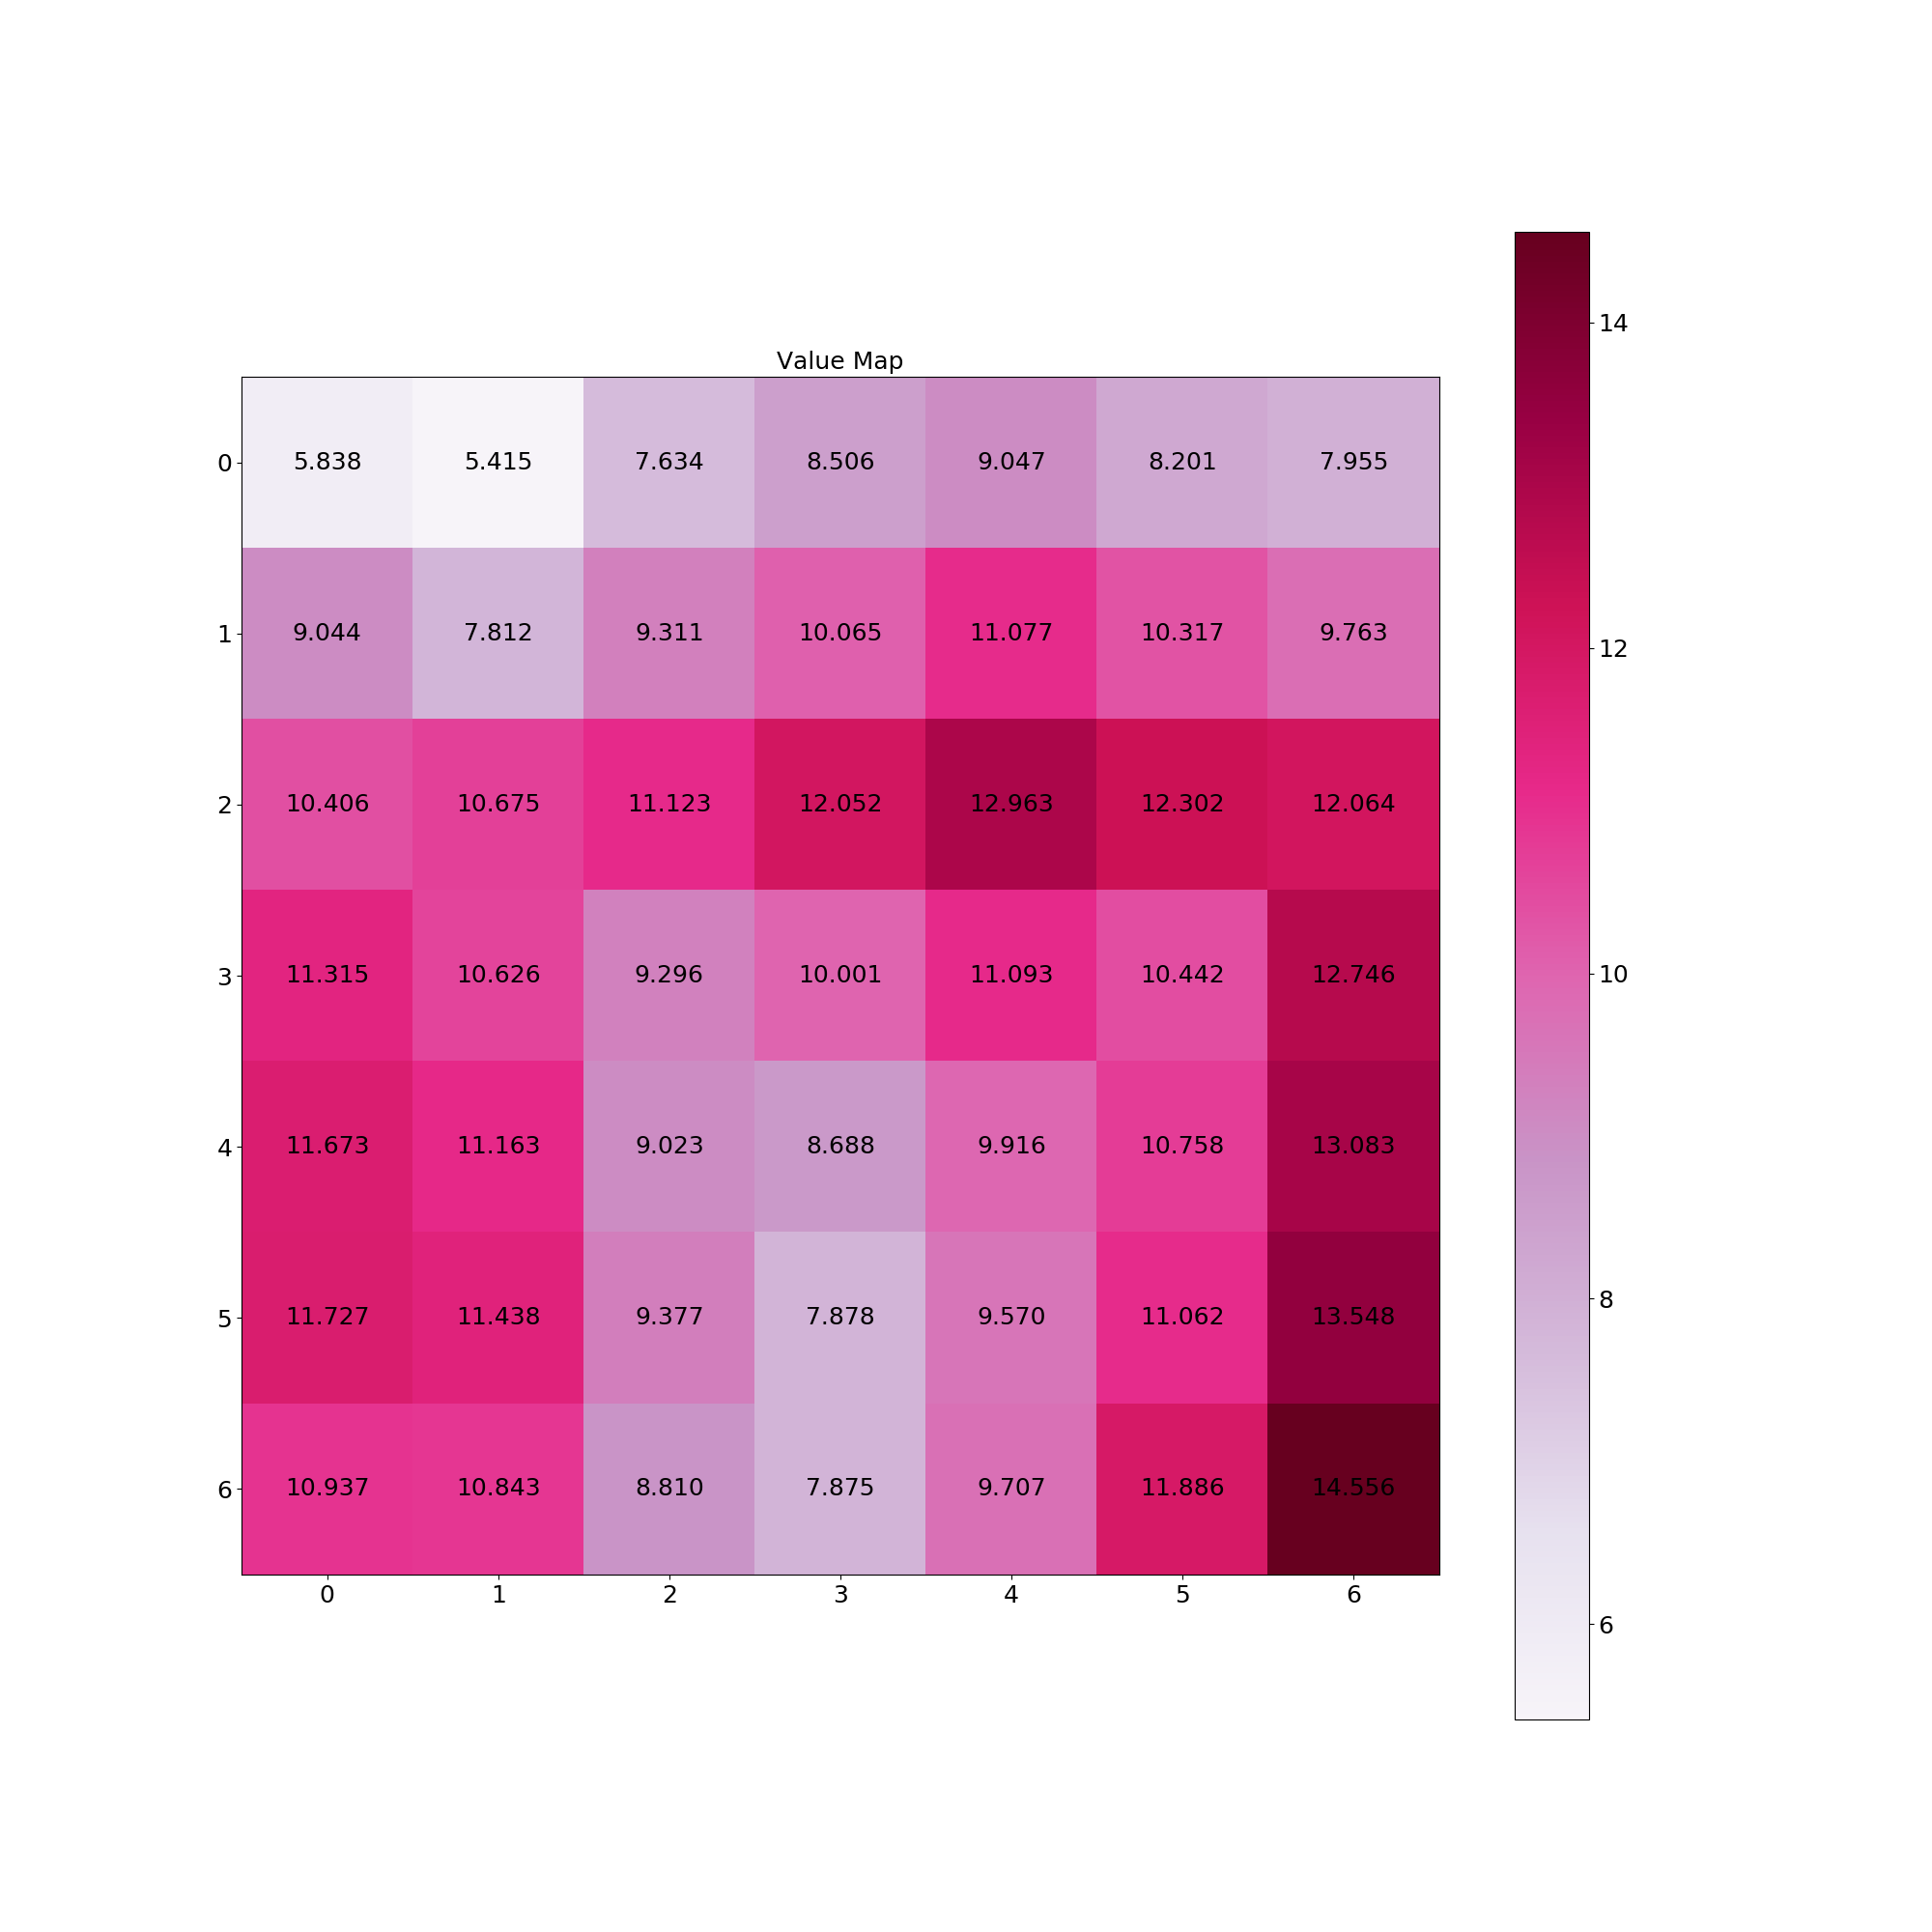 Value Map
14
0 5.838 5.415 7.634 8.506 9.047 8.201 7.955
1 9.044 7.812 9.311 10.065 11.077 10.317 9.763
12
2 10.406 10.675 11.123 12.052 12.963 12.302 12.064
3 11.315 10.626 9.296 10.001 11.093 10.442 12.746
10
4 11.673 11.163 9.023 8.688 9.916 10.758 13.083
8
5 11.727 11.438 9.377 7.878 9.570 11.062 13.548
6 10.937 10.843 8.810 7.875 9.707 11.886 14.556
0 1 2 3 4 5 6
6